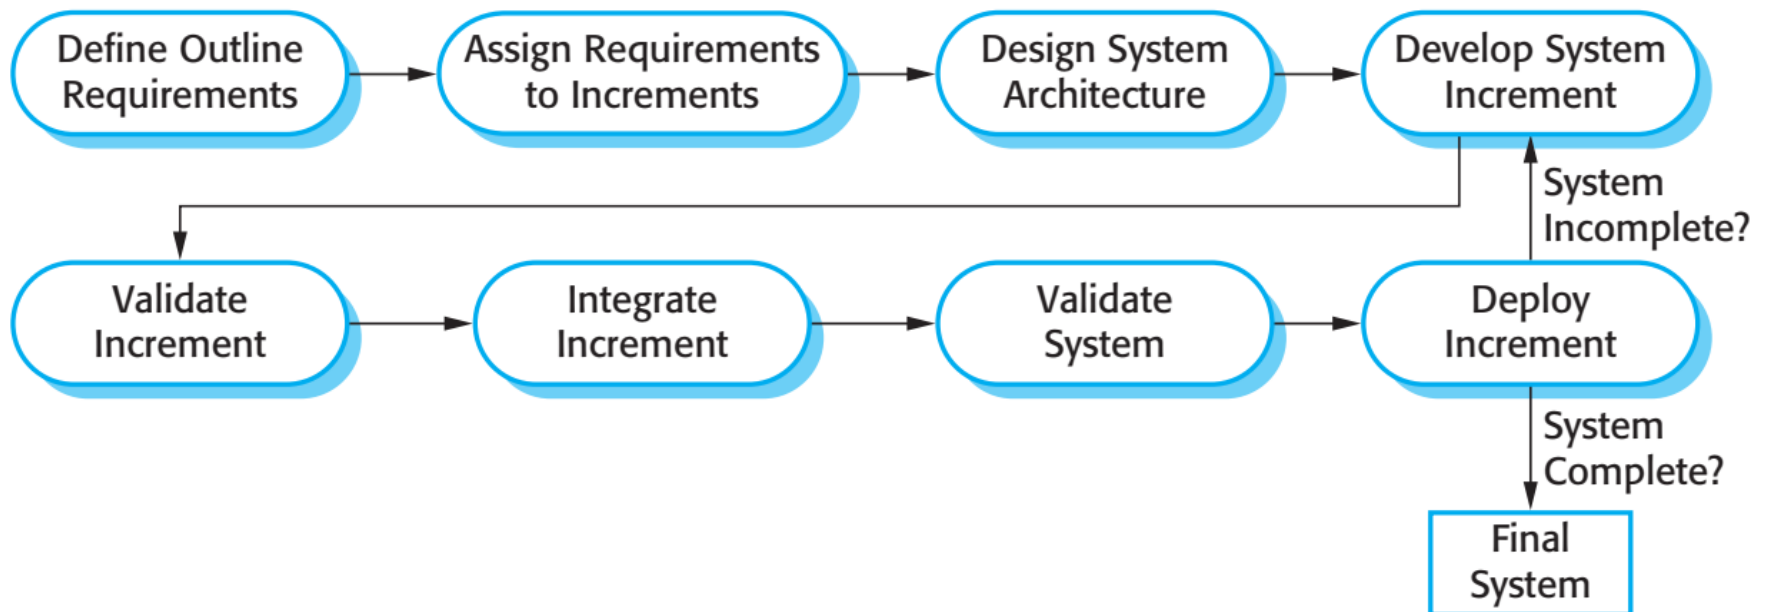 Define Outline
Requirements
Assign Requirements
to Increments
Design System
Architecture
Develop System
Increment
System
Incomplete?
Validate
Increment
Integrate
Increment
Validate
System
Deploy
Increment
System
Complete?
Final
System